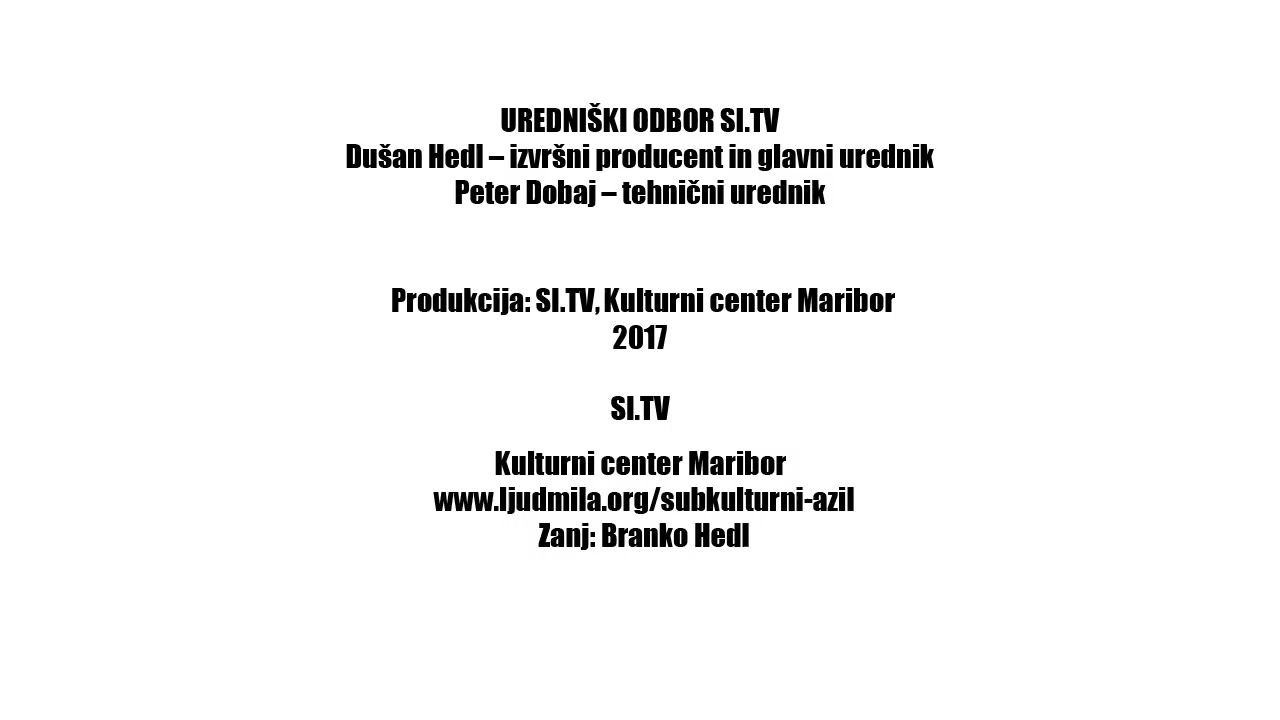 UREDNIŠKI ODBOR SI.TV
Dušan Hedl – izvršni producent in glavni urednik
Peter Dobaj – tehnični urednik
Produkcija: SI.TV, Kulturni center Maribor
2017
SI.TV
Kulturni center Maribor
www.ljudmila.org/subkulturni-azil
Zanj: Branko Hedl